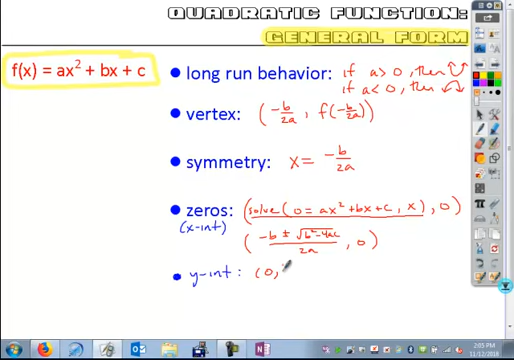 QUADRATIC FUNCTION:
GENERAL FORM
f(x) = ax² + bx + c
• long run behavior: if a > 0, then ↑∪↑
if a < 0, then ↓∩↓
• vertex: (-b/2a , f(-b/2a))
• symmetry: x = -b/2a
• zeros: (solve (0 = ax² + bx + c , x) , 0)
(x-int) (-b ± √b²-4ac / 2a , 0)
• y-int: (0,
2:05 PM
11/12/2018